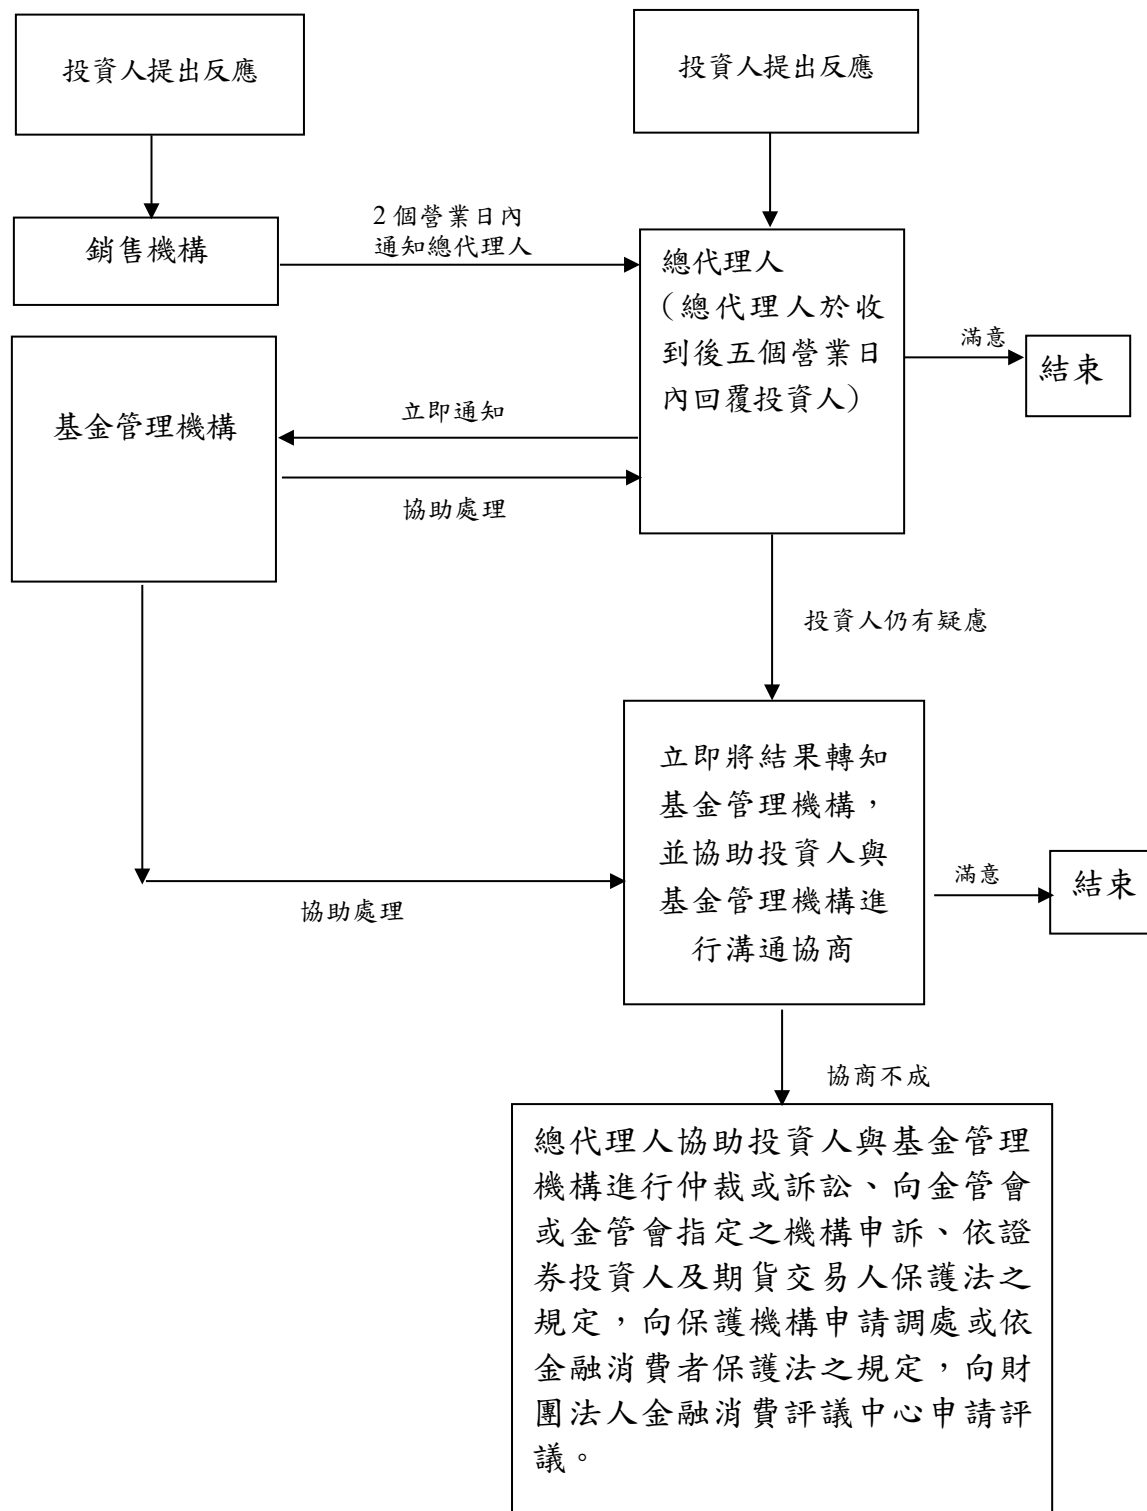 投資人提出反應
投資人提出反應
銷售機構
2 個營業日內
通知總代理人
總代理人
（總代理人於收
到後五個營業日
內回覆投資人）
滿意
結束
基金管理機構
立即通知
協助處理
投資人仍有疑慮
立即將結果轉知
基金管理機構，
並協助投資人與
基金管理機構進
行溝通協商
滿意
結束
協助處理
協商不成
總代理人協助投資人與基金管理
機構進行仲裁或訴訟、向金管會
或金管會指定之機構申訴、依證
券投資人及期貨交易人保護法之
規定，向保護機構申請調處或依
金融消費者保護法之規定，向財
團法人金融消費評議中心申請評
議。